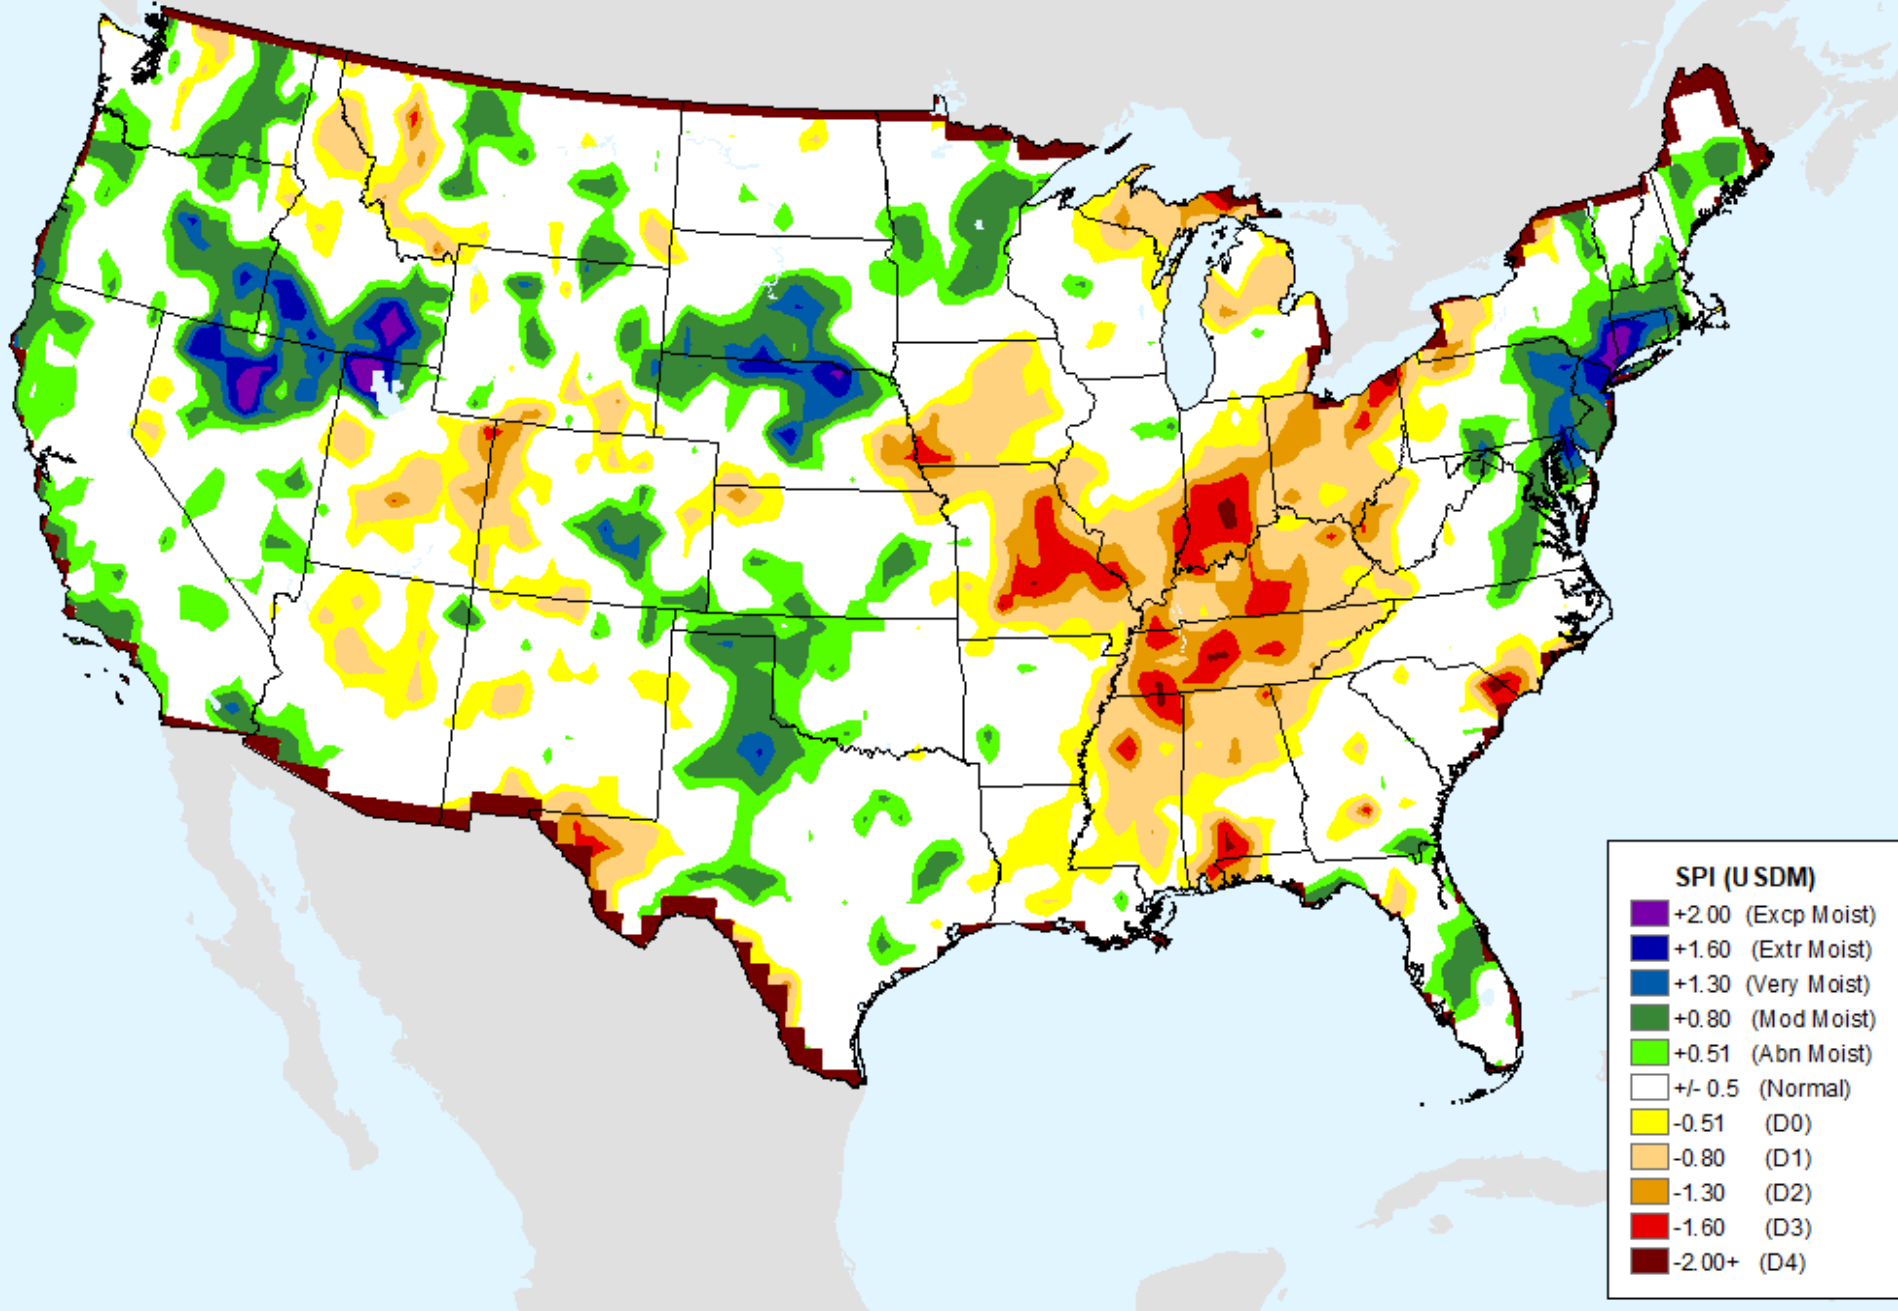 SPI (USDM)
+2.00 (Excp Moist)
+1.60 (Extr Moist)
+1.30 (Very Moist)
+0.80 (Mod Moist)
+0.51 (Abn Moist)
+/- 0.5 (Normal)
-0.51 (D0)
-0.80 (D1)
-1.30 (D2)
-1.60 (D3)
-2.00+ (D4)